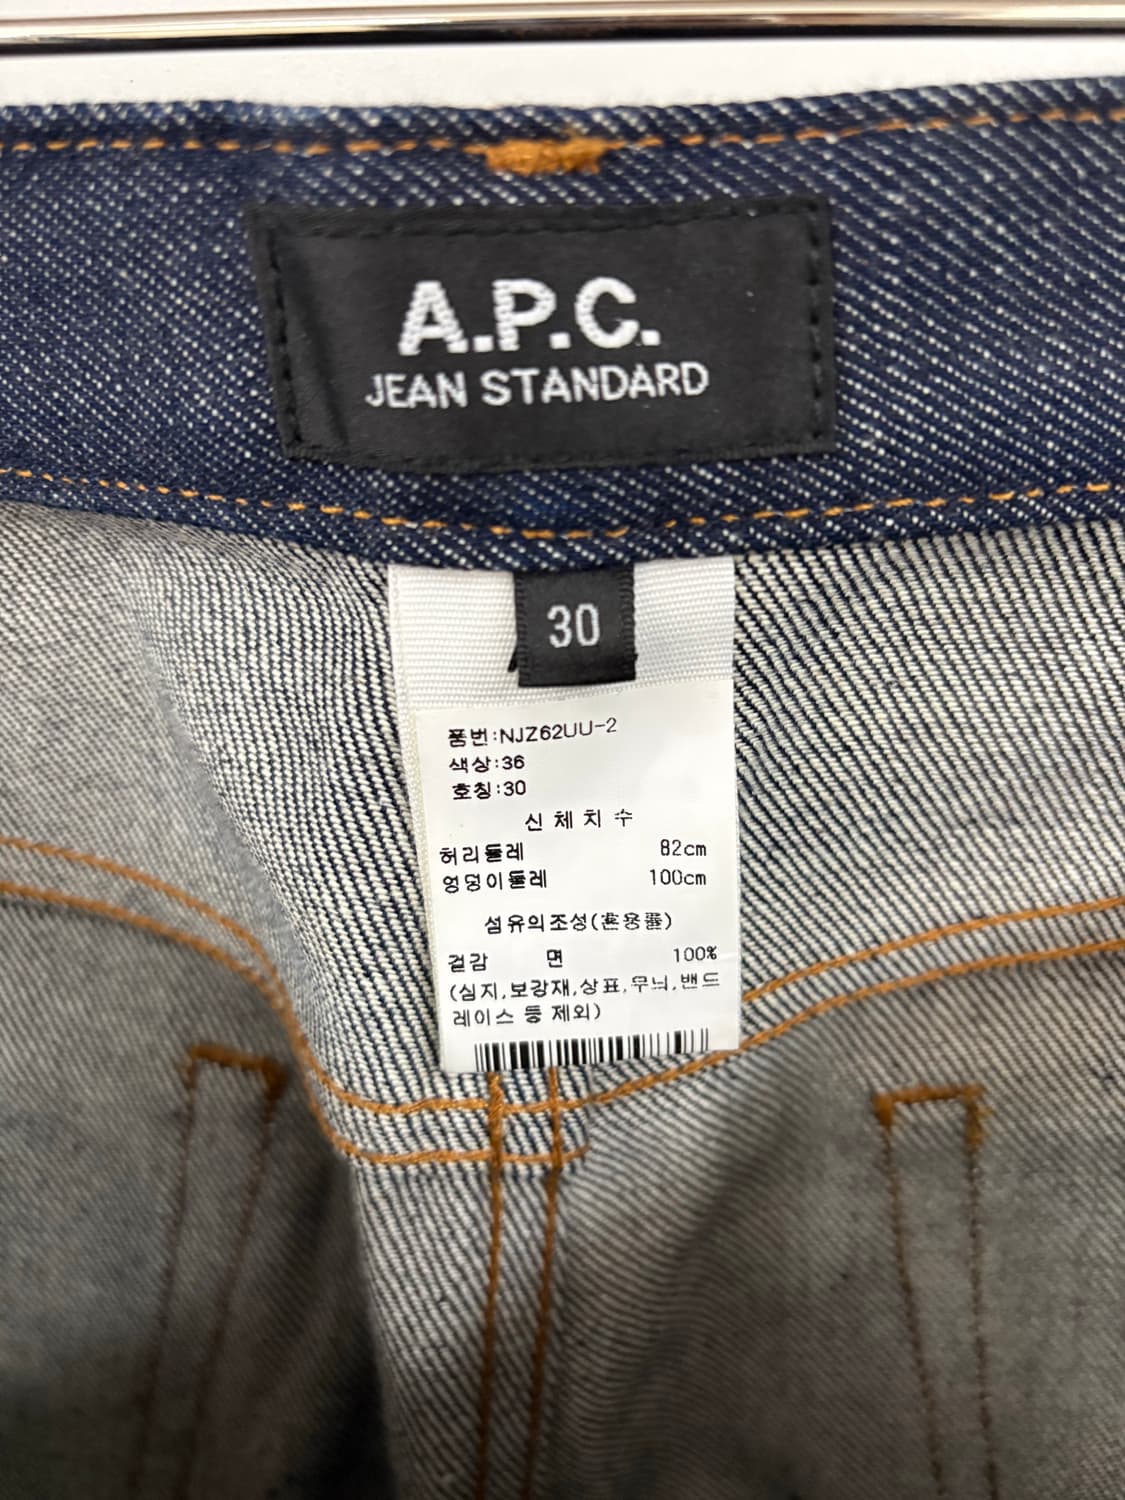 A.P.C.
JEAN STANDARD
30
품번:NJZ62UU-2
색상:36
호칭:30
신체치수
허리둘레 82cm
엉덩이둘레 100cm
섬유의조성(혼용률)
겉감 면 100%
(심지,보강재,상표,무늬,밴드
레이스 등 제외)